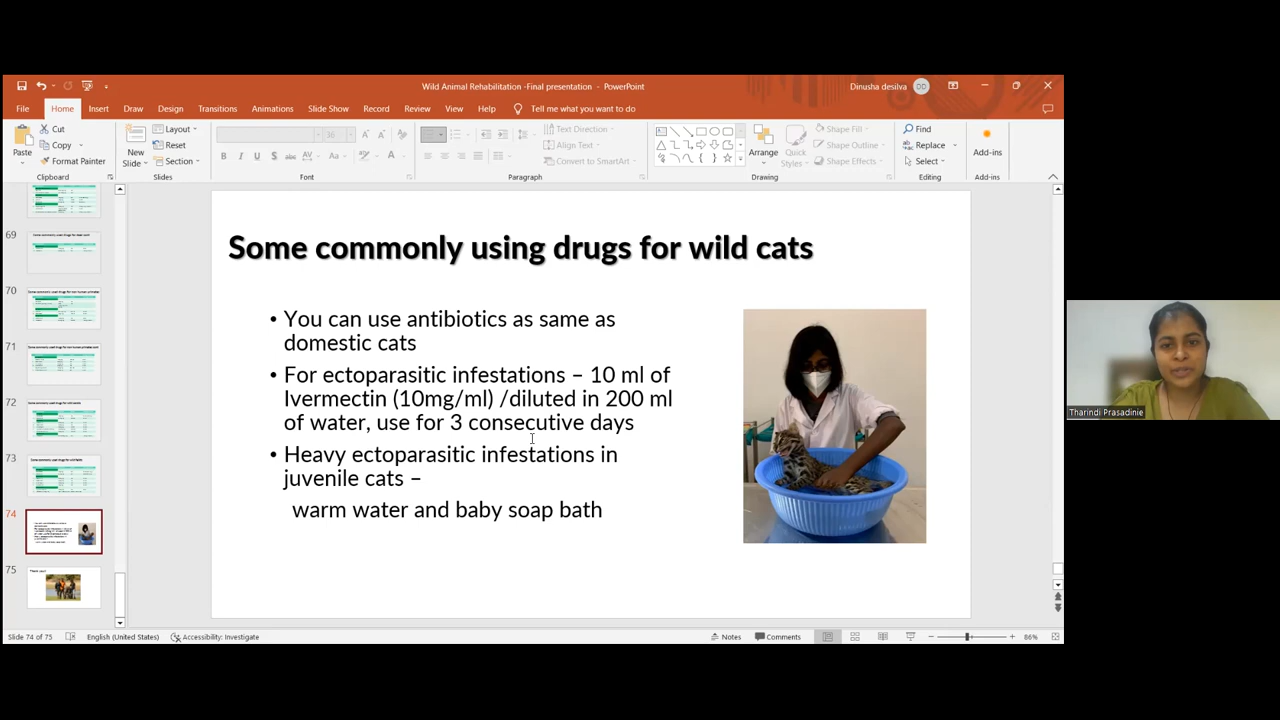 Wild Animal Rehabilitation -Final presentation - PowerPoint
Dinusha desilva
DD
File Home Insert Draw Design Transitions Animations Slide Show Record Review View Help Tell me what you want to do
Paste
Cut
Copy
Format Painter
Clipboard
New
Slide
Layout
Reset
Section
Slides
36
B I U S abc AV Aa A
Font
Text Direction
Align Text
Convert to SmartArt
Paragraph
Arrange
Quick
Styles
Shape Fill
Shape Outline
Shape Effects
Drawing
Find
Replace
Select
Editing
Add-ins
Add-ins
69
70
71
72
73
74
75
Some commonly using drugs for wild cats
• You can use antibiotics as same as
domestic cats
• For ectoparasitic infestations – 10 ml of
Ivermectin (10mg/ml) /diluted in 200 ml
of water, use for 3 consecutive days
• Heavy ectoparasitic infestations in
juvenile cats –
warm water and baby soap bath
Tharindi Prasadinie
Slide 74 of 75 English (United States) Accessibility: Investigate Notes Comments 86%